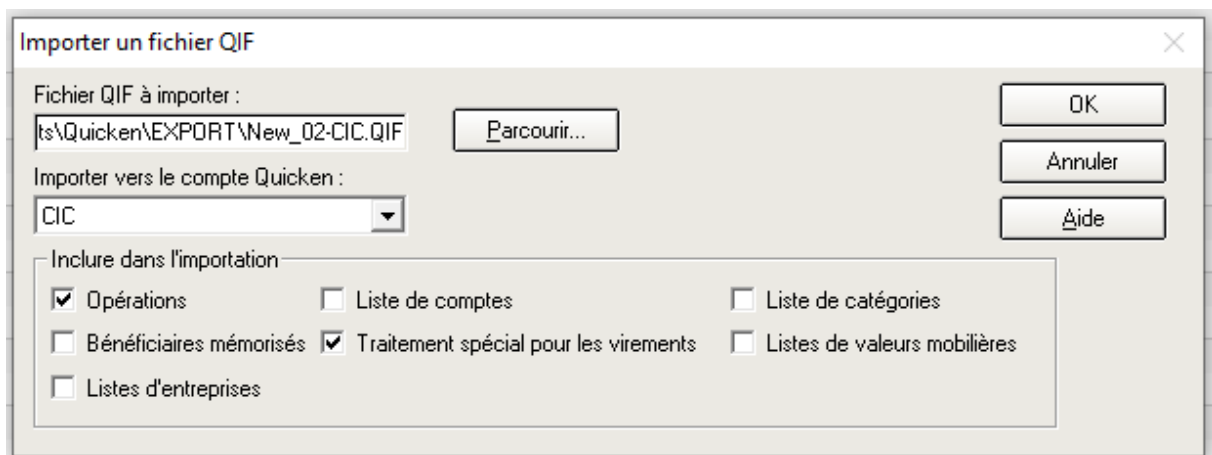 Importer un fichier QIF
Fichier QIF à importer :
ts\Quicken\EXPORT\New_02-CIC.QIF
Parcourir...
OK
Annuler
Importer vers le compte Quicken :
CIC
Aide
Inclure dans l'importation
Opérations
Liste de comptes
Liste de catégories
Bénéficiaires mémorisés
Traitement spécial pour les virements
Listes de valeurs mobilières
Listes d'entreprises